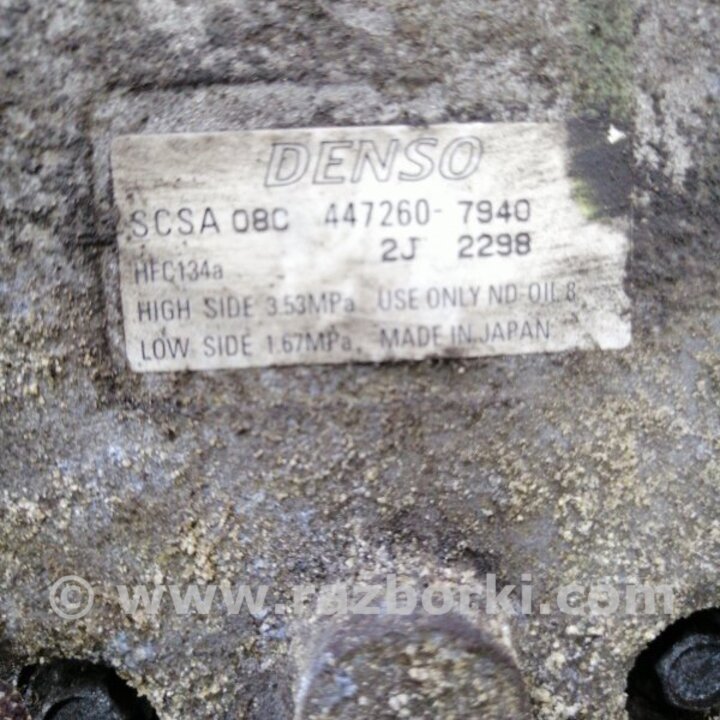 DENSO
SCSA 08C 447260-7940
2J 2298
HFC134a
HIGH SIDE 3.53MPa USE ONLY ND-OIL 8
LOW SIDE 1.67MPa MADE IN JAPAN
© www.razborki.com